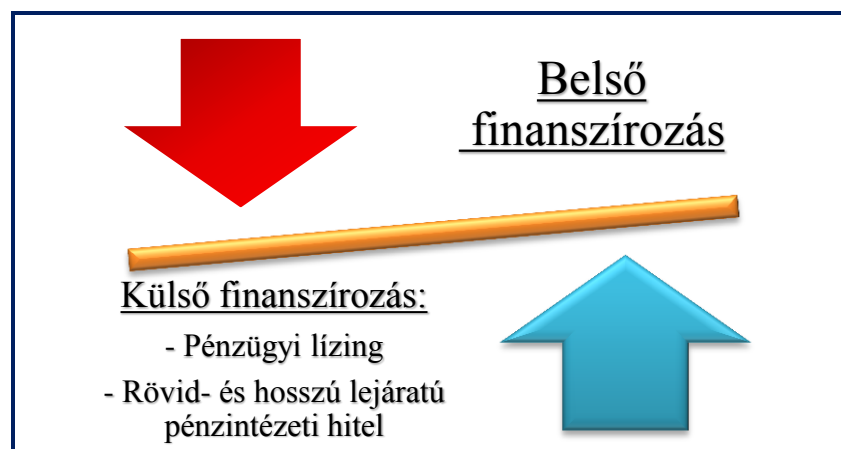 Belső
finanszírozás
Külső finanszírozás:
- Pénzügyi lízing
- Rövid- és hosszú lejáratú
pénzintézeti hitel